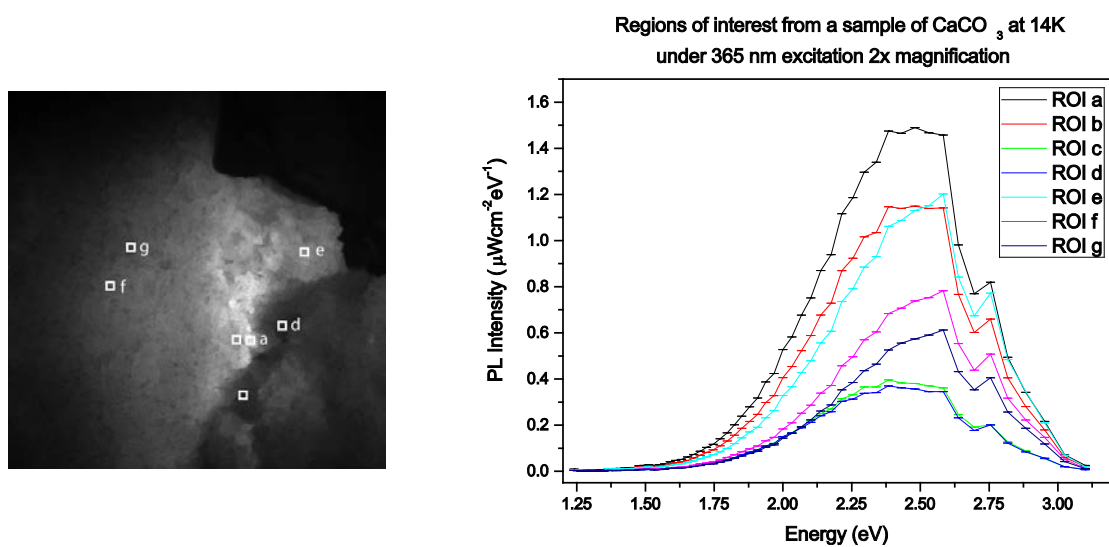 g
e
f
d
a
Regions of interest from a sample of CaCO 3 at 14K
under 365 nm excitation 2x magnification
PL Intensity ( μWcm-2eV-1)
1.6
1.4
1.2
1.0
0.8
0.6
0.4
0.2
0.0
ROI a
ROI b
ROI c
ROI d
ROI e
ROI f
ROI g
1.25 1.50 1.75 2.00 2.25 2.50 2.75 3.00
Energy (eV)